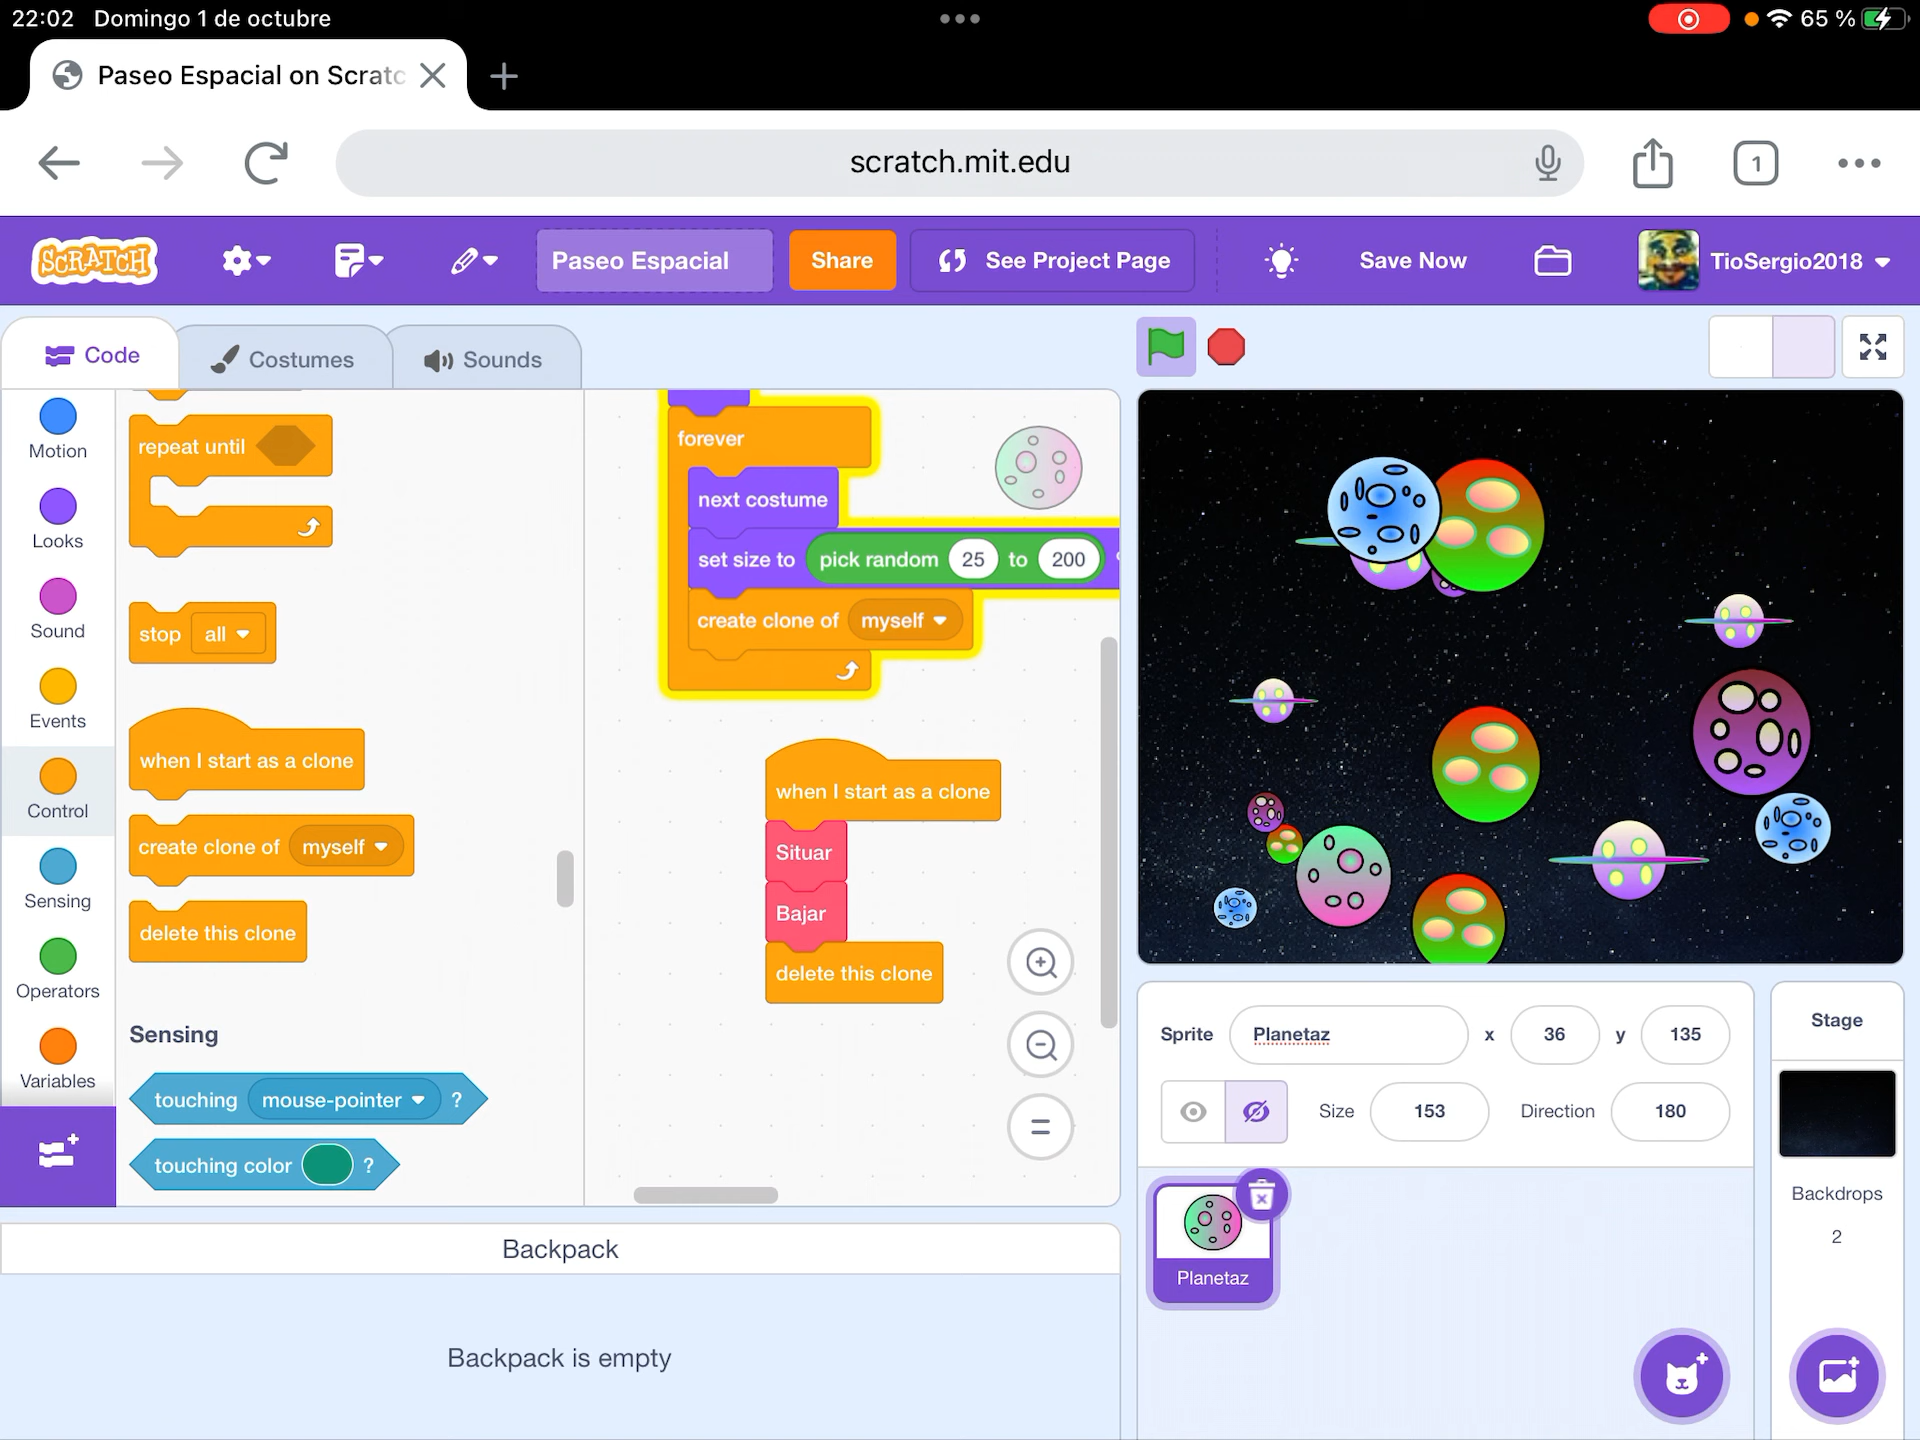 22:02 Domingo 1 de octubre
65 %
Paseo Espacial on Scratc
scratch.mit.edu
1
SCRATCH
Paseo Espacial
Share
See Project Page
Save Now
TioSergio2018
Code
Costumes
Sounds
Motion
Looks
Sound
Events
Control
Sensing
Operators
Variables
repeat until
stop all
when I start as a clone
create clone of myself
delete this clone
Sensing
touching mouse-pointer ?
touching color ?
forever
next costume
set size to pick random 25 to 200
create clone of myself
when I start as a clone
Situar
Bajar
delete this clone
Backpack
Backpack is empty
Sprite Planetaz x 36 y 135
Size 153 Direction 180
Planetaz
Stage
Backdrops
2